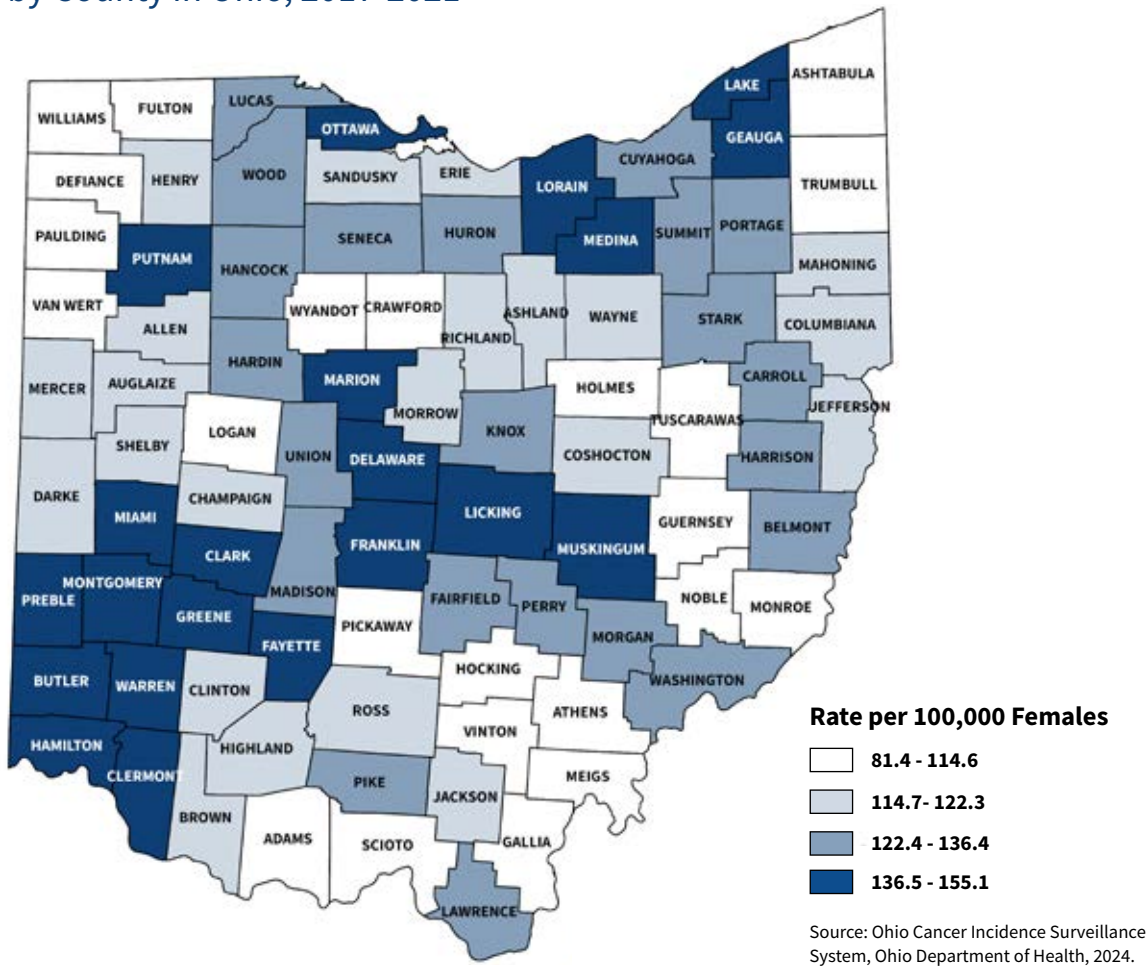 by County in Ohio, 2017-2021
LAKE
ASHTABULA
LUCAS
FULTON
WILLIAMS
OTTAWA
GEAUGA
CUYAHOGA
DEFIANCE
HENRY
WOOD
SANDUSKY
ERIE
LORAIN
TRUMBULL
PAULDING
SENECA
HURON
MEDINA
SUMMIT
PORTAGE
PUTNAM
HANCOCK
MAHONING
VAN WERT
WYANDOT
CRAWFORD
ASHLAND
WAYNE
STARK
COLUMBIANA
ALLEN
RICHLAND
HARDIN
MERCER
AUGLAIZE
MARION
HOLMES
CARROLL
MORROW
JEFFERSON
TUSCARAWAS
LOGAN
KNOX
SHELBY
UNION
DELAWARE
COSHOCTON
HARRISON
DARKE
CHAMPAIGN
LICKING
MIAMI
GUERNSEY
BELMONT
CLARK
FRANKLIN
MUSKINGUM
MONTGOMERY
PREBLE
MADISON
FAIRFIELD
PERRY
NOBLE
MONROE
GREENE
PICKAWAY
MORGAN
FAYETTE
HOCKING
BUTLER
WARREN
CLINTON
WASHINGTON
ROSS
ATHENS
VINTON
HAMILTON
HIGHLAND
CLERMONT
PIKE
MEIGS
JACKSON
BROWN
ADAMS
SCIOTO
GALLIA
LAWRENCE
Rate per 100,000 Females
81.4 - 114.6
114.7- 122.3
122.4 - 136.4
136.5 - 155.1
Source: Ohio Cancer Incidence Surveillance
System, Ohio Department of Health, 2024.